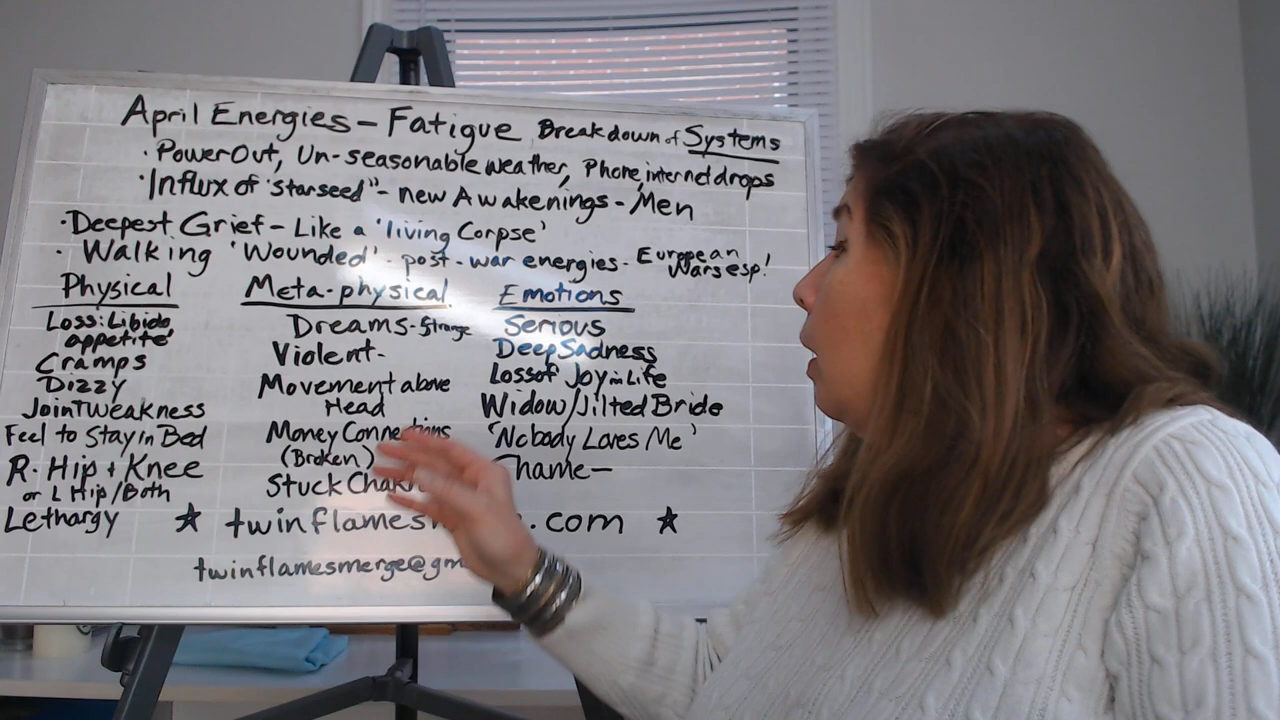 April Energies - Fatigue Breakdown of Systems
· Power Out, Un-seasonable weather, Phone, internet drops
· Influx of "starseed" - new Awakenings - Men
· Deepest Grief - Like a 'living Corpse'
· Walking 'Wounded' - post-war energies - European Wars esp!
Physical
Loss: Libido,
appetite
Cramps
Dizzy
Joint weakness
Feel to Stay in Bed
R. Hip + Knee
or L Hip/Both
Lethargy
Meta-physical
Dreams - Strange
Violent -
Movement above
Head
Money Connections
(Broken)
Stuck
Emotions
Serious
Deep Sadness
Loss of Joy in Life
Widow/Jilted Bride
'Nobody Loves Me'
Shame -
★ twinflames .com ★
twinflamesmerge@gm